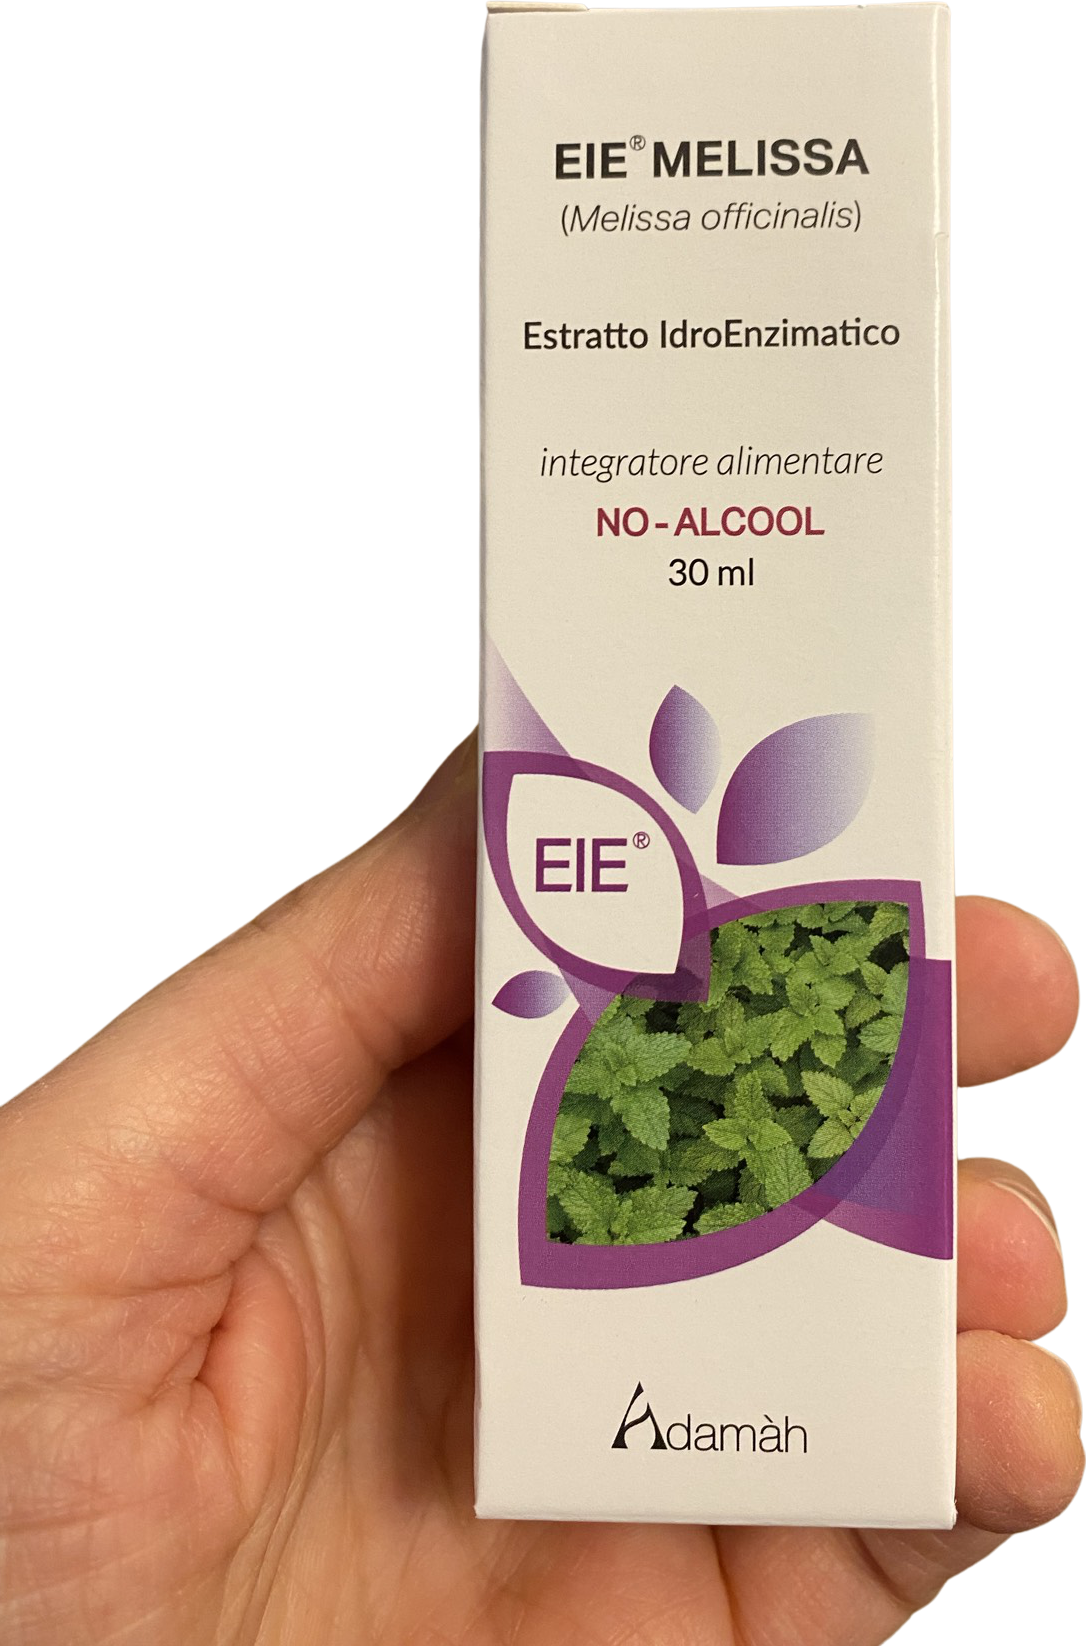 EIE® MELISSA
(Melissa officinalis)
Estratto IdroEnzimatico
integratore alimentare
NO-ALCOOL
30 ml
EIE®
Adamàh